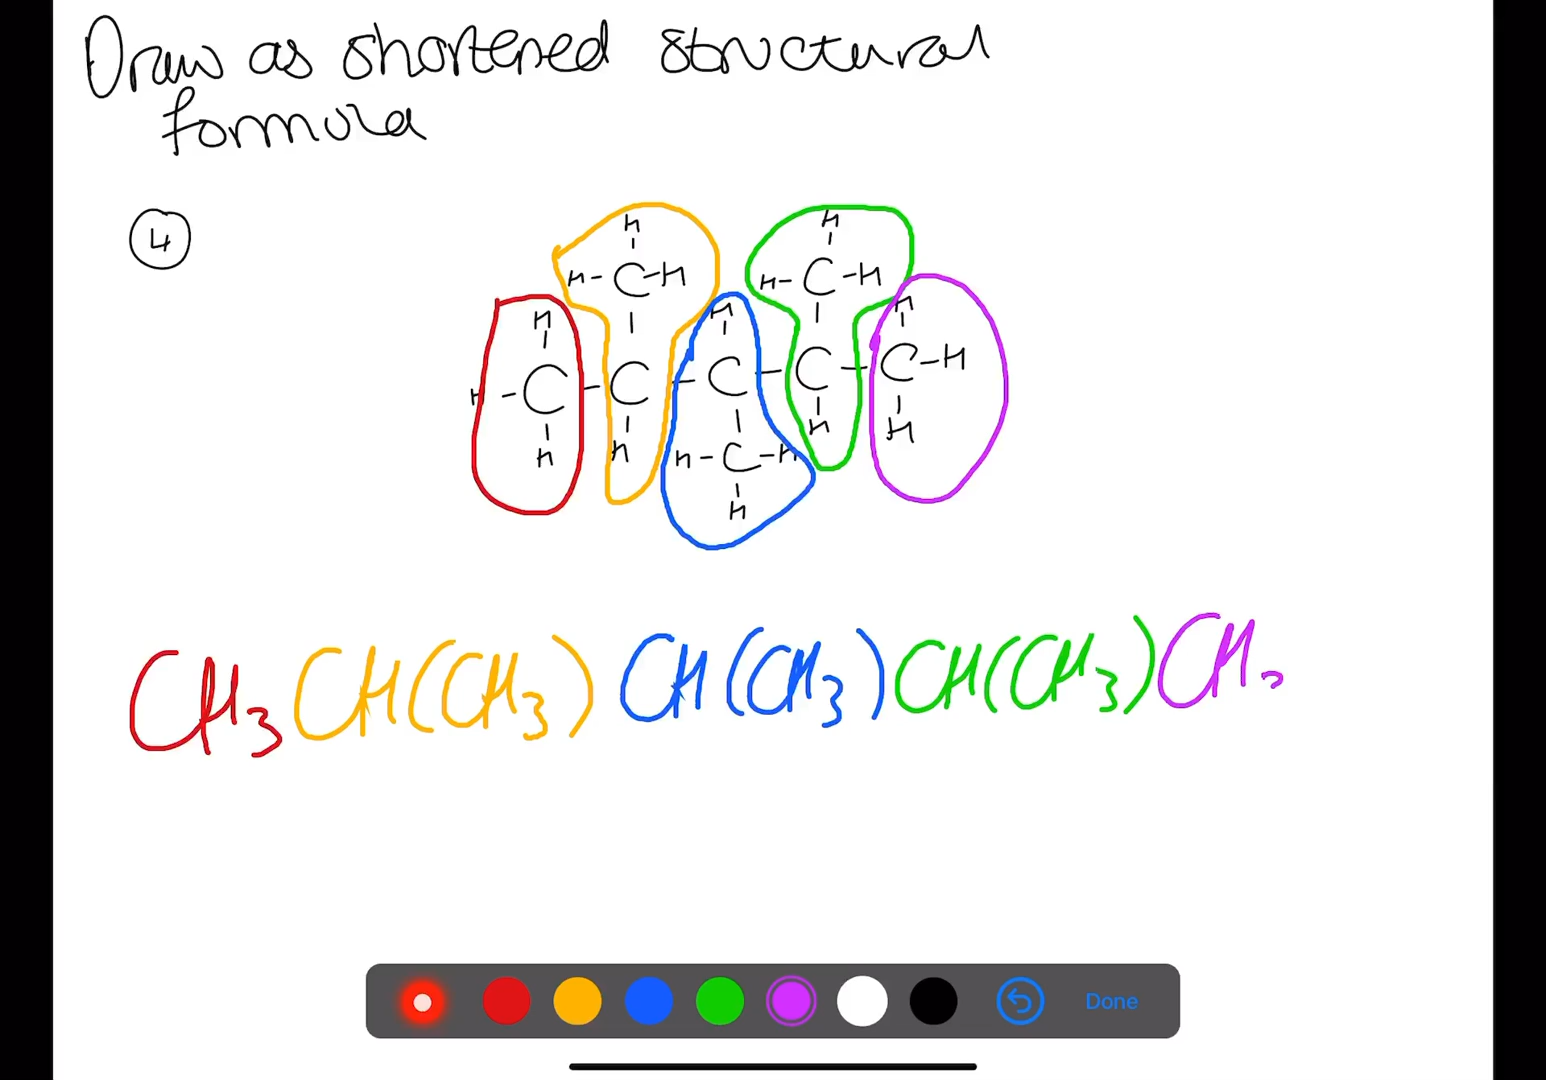 Draw as shortened structural
formula
4
H H
H-C-H H-C-H
H H H
H-C-C-C-C-C-H
H H H H
H-C-H
H
CH3CH(CH3)CH(CH3)CH(CH3)CH3
Done